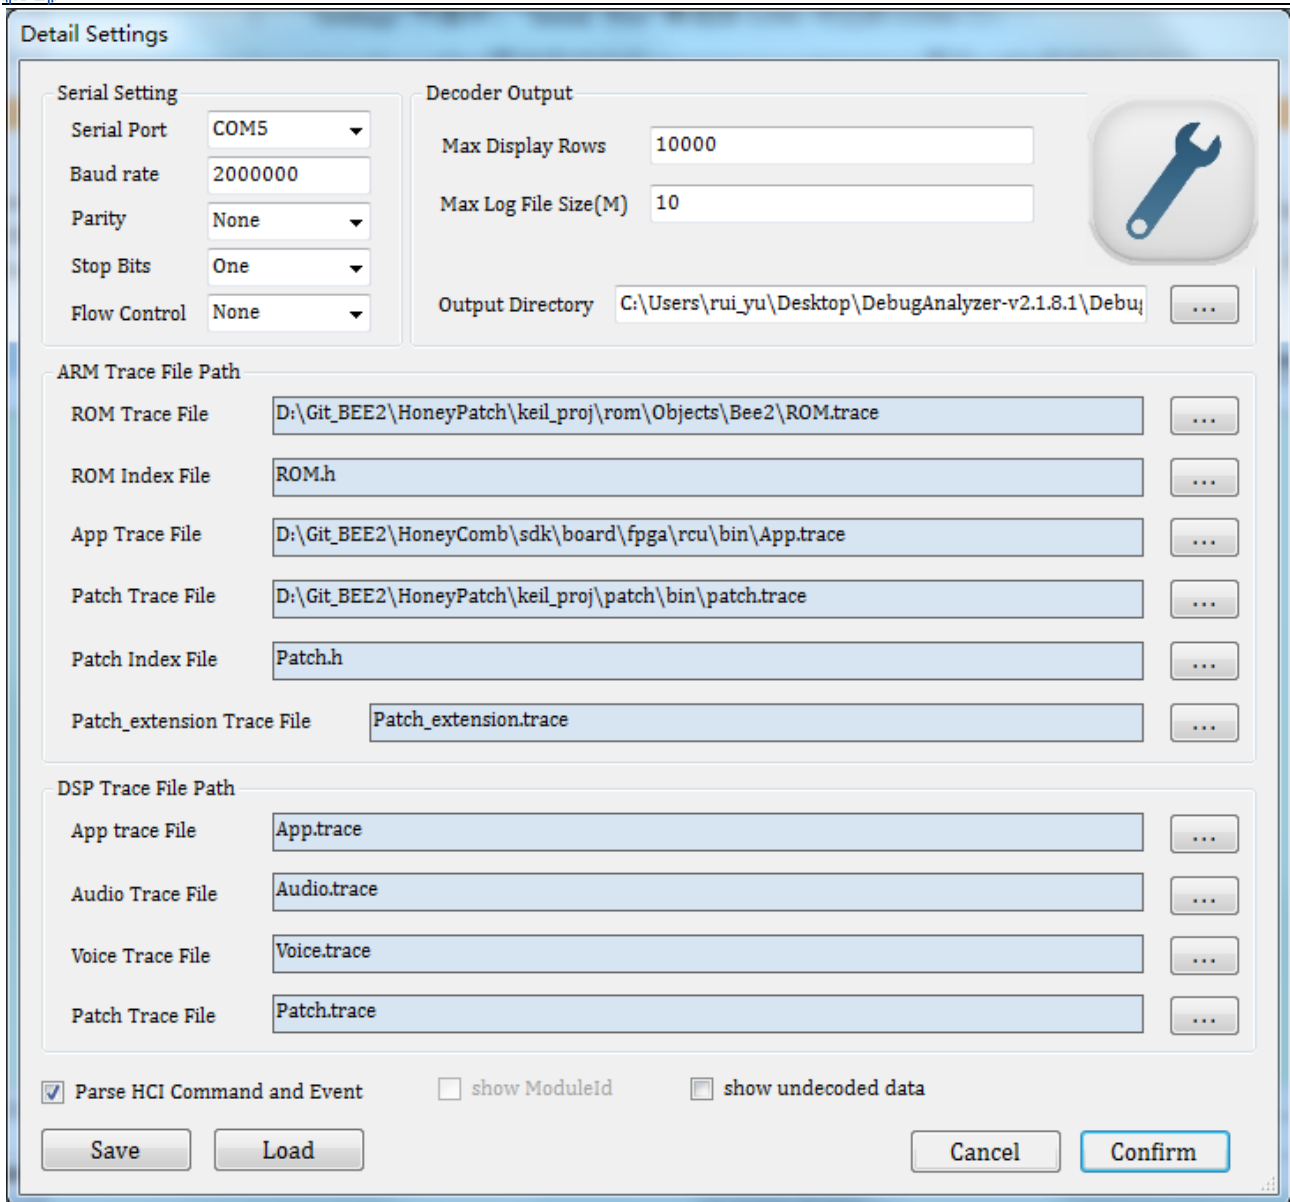 Detail Settings
Serial Setting
Serial Port COM5
Baud rate 2000000
Parity None
Stop Bits One
Flow Control None
Decoder Output
Max Display Rows 10000
Max Log File Size(M) 10
Output Directory C:\Users\rui_yu\Desktop\DebugAnalyzer-v2.1.8.1\Debug ...
ARM Trace File Path
ROM Trace File D:\Git_BEE2\HoneyPatch\keil_proj\rom\Objects\Bee2\ROM.trace ...
ROM Index File ROM.h ...
App Trace File D:\Git_BEE2\HoneyComb\sdk\board\fpga\rcu\bin\App.trace ...
Patch Trace File D:\Git_BEE2\HoneyPatch\keil_proj\patch\bin\patch.trace ...
Patch Index File Patch.h ...
Patch_extension Trace File Patch_extension.trace ...
DSP Trace File Path
App trace File App.trace ...
Audio Trace File Audio.trace ...
Voice Trace File Voice.trace ...
Patch Trace File Patch.trace ...
Parse HCI Command and Event show ModuleId show undecoded data
Save Load Cancel Confirm